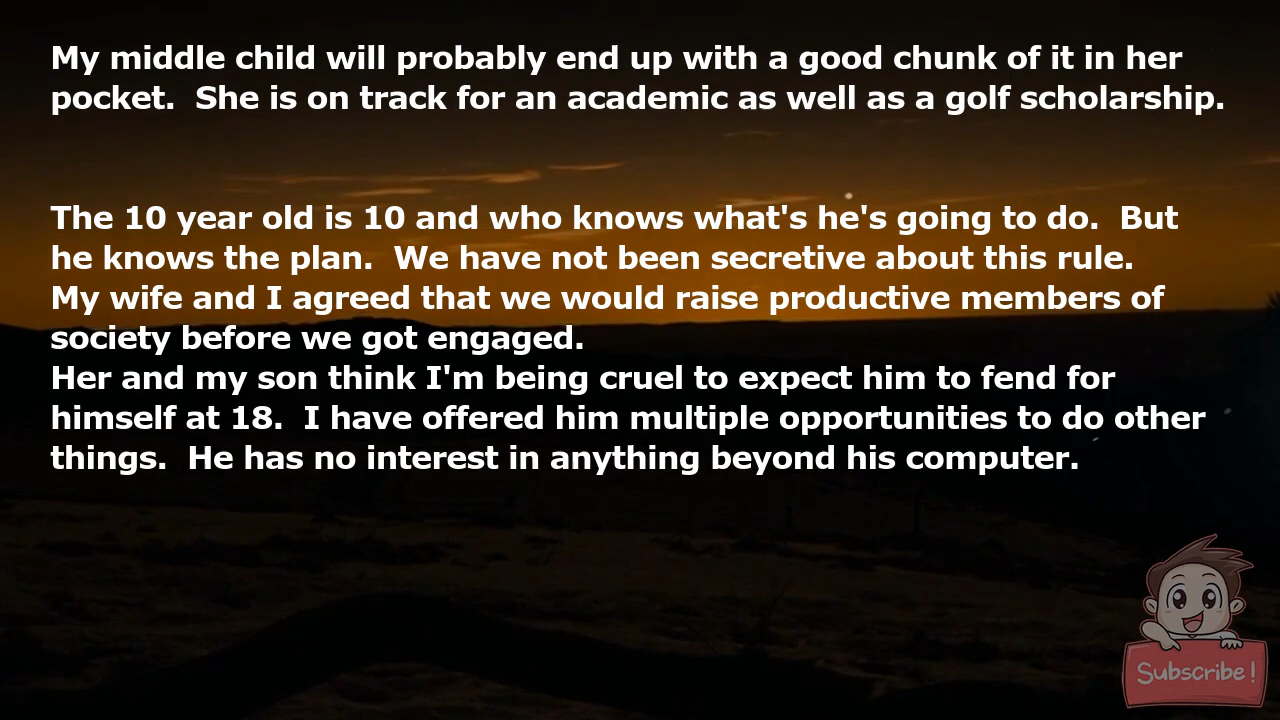 My middle child will probably end up with a good chunk of it in her
pocket.  She is on track for an academic as well as a golf scholarship.
The 10 year old is 10 and who knows what's he's going to do.  But
he knows the plan.  We have not been secretive about this rule.
My wife and I agreed that we would raise productive members of
society before we got engaged.
Her and my son think I'm being cruel to expect him to fend for
himself at 18.  I have offered him multiple opportunities to do other
things.  He has no interest in anything beyond his computer.
Subscribe!